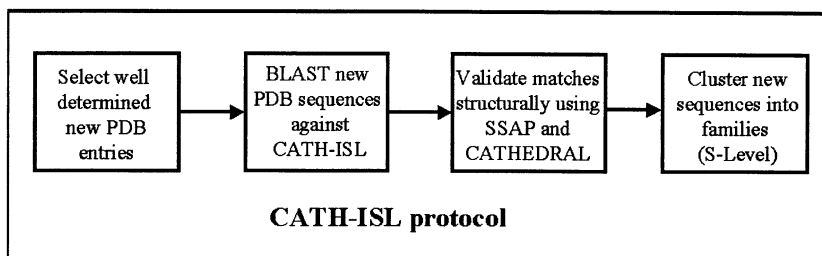 Select well
determined
new PDB
entries
BLAST new
PDB sequences
against
CATH-ISL
Validate matches
structurally using
SSAP and
CATHEDRAL
Cluster new
sequences into
families
(S-Level)
CATH-ISL protocol